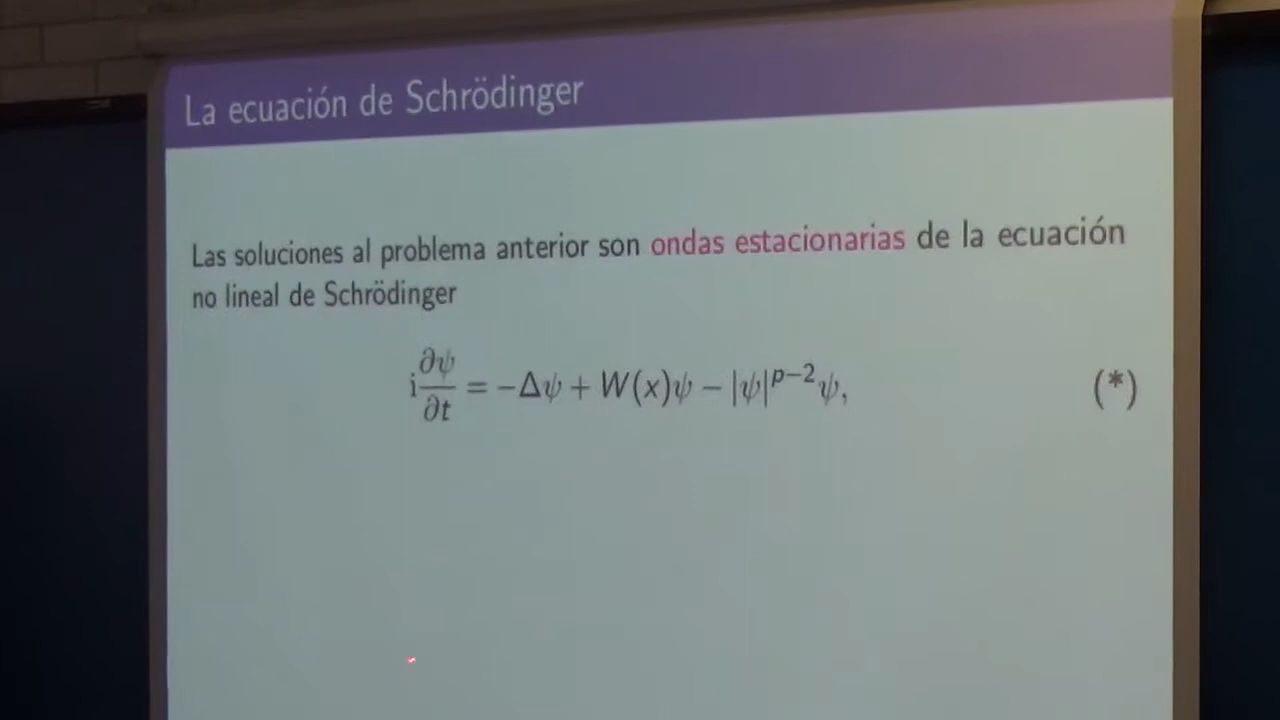 La ecuación de Schrödinger
Las soluciones al problema anterior son ondas estacionarias de la ecuación
no lineal de Schrödinger
i∂ψ/∂t = −Δψ + W(x)ψ − |ψ|^{p−2}ψ, (*)